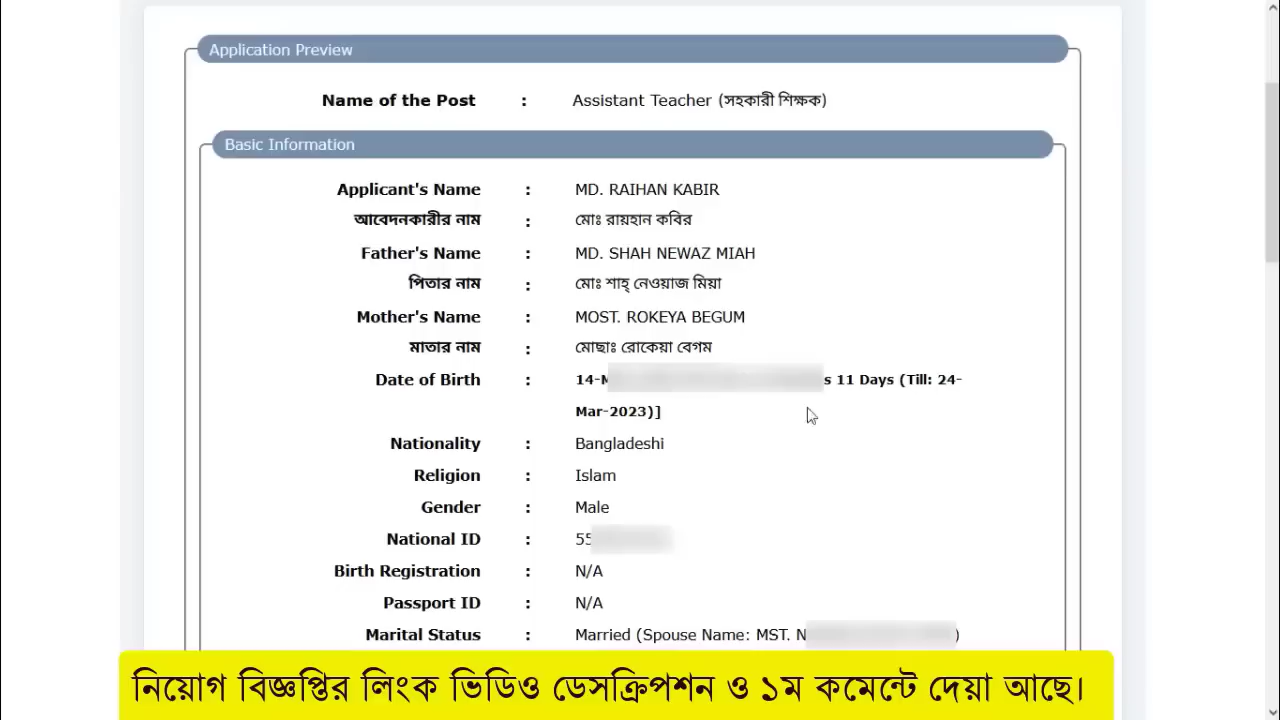 Application Preview
Name of the Post : Assistant Teacher (সহকারী শিক্ষক)
Basic Information
Applicant's Name : MD. RAIHAN KABIR
আবেদনকারীর নাম : মোঃ রায়হান কবির
Father's Name : MD. SHAH NEWAZ MIAH
পিতার নাম : মোঃ শাহ্ নেওয়াজ মিয়া
Mother's Name : MOST. ROKEYA BEGUM
মাতার নাম : মোছাঃ রোকেয়া বেগম
Date of Birth : 14-M s 11 Days (Till: 24-
Mar-2023)]
Nationality : Bangladeshi
Religion : Islam
Gender : Male
National ID : 55
Birth Registration : N/A
Passport ID : N/A
Marital Status : Married (Spouse Name: MST. N )
নিয়োগ বিজ্ঞপ্তির লিংক ভিডিও ডেসক্রিপশন ও ১ম কমেন্টে দেয়া আছে।